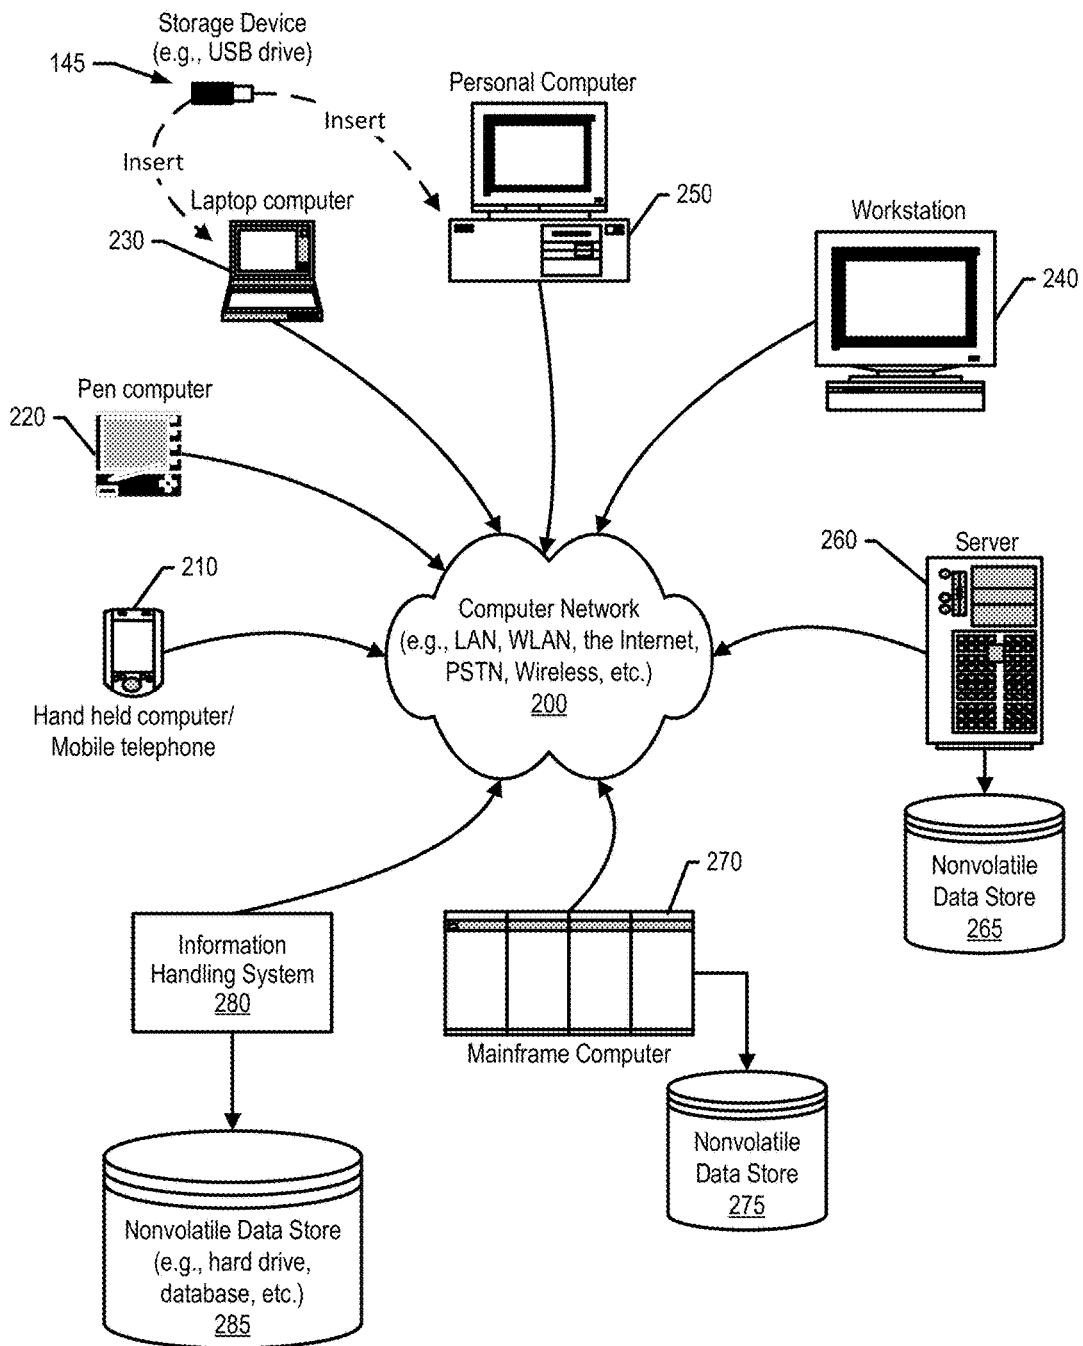 Storage Device
(e.g., USB drive)
145
Insert
Insert
Personal Computer
250
Laptop computer
230
Workstation
240
Pen computer
220
210
Hand held computer/
Mobile telephone
Computer Network
(e.g., LAN, WLAN, the Internet,
PSTN, Wireless, etc.)
200
260
Server
Nonvolatile
Data Store
265
270
Mainframe Computer
Nonvolatile
Data Store
275
Information
Handling System
280
Nonvolatile Data Store
(e.g., hard drive,
database, etc.)
285